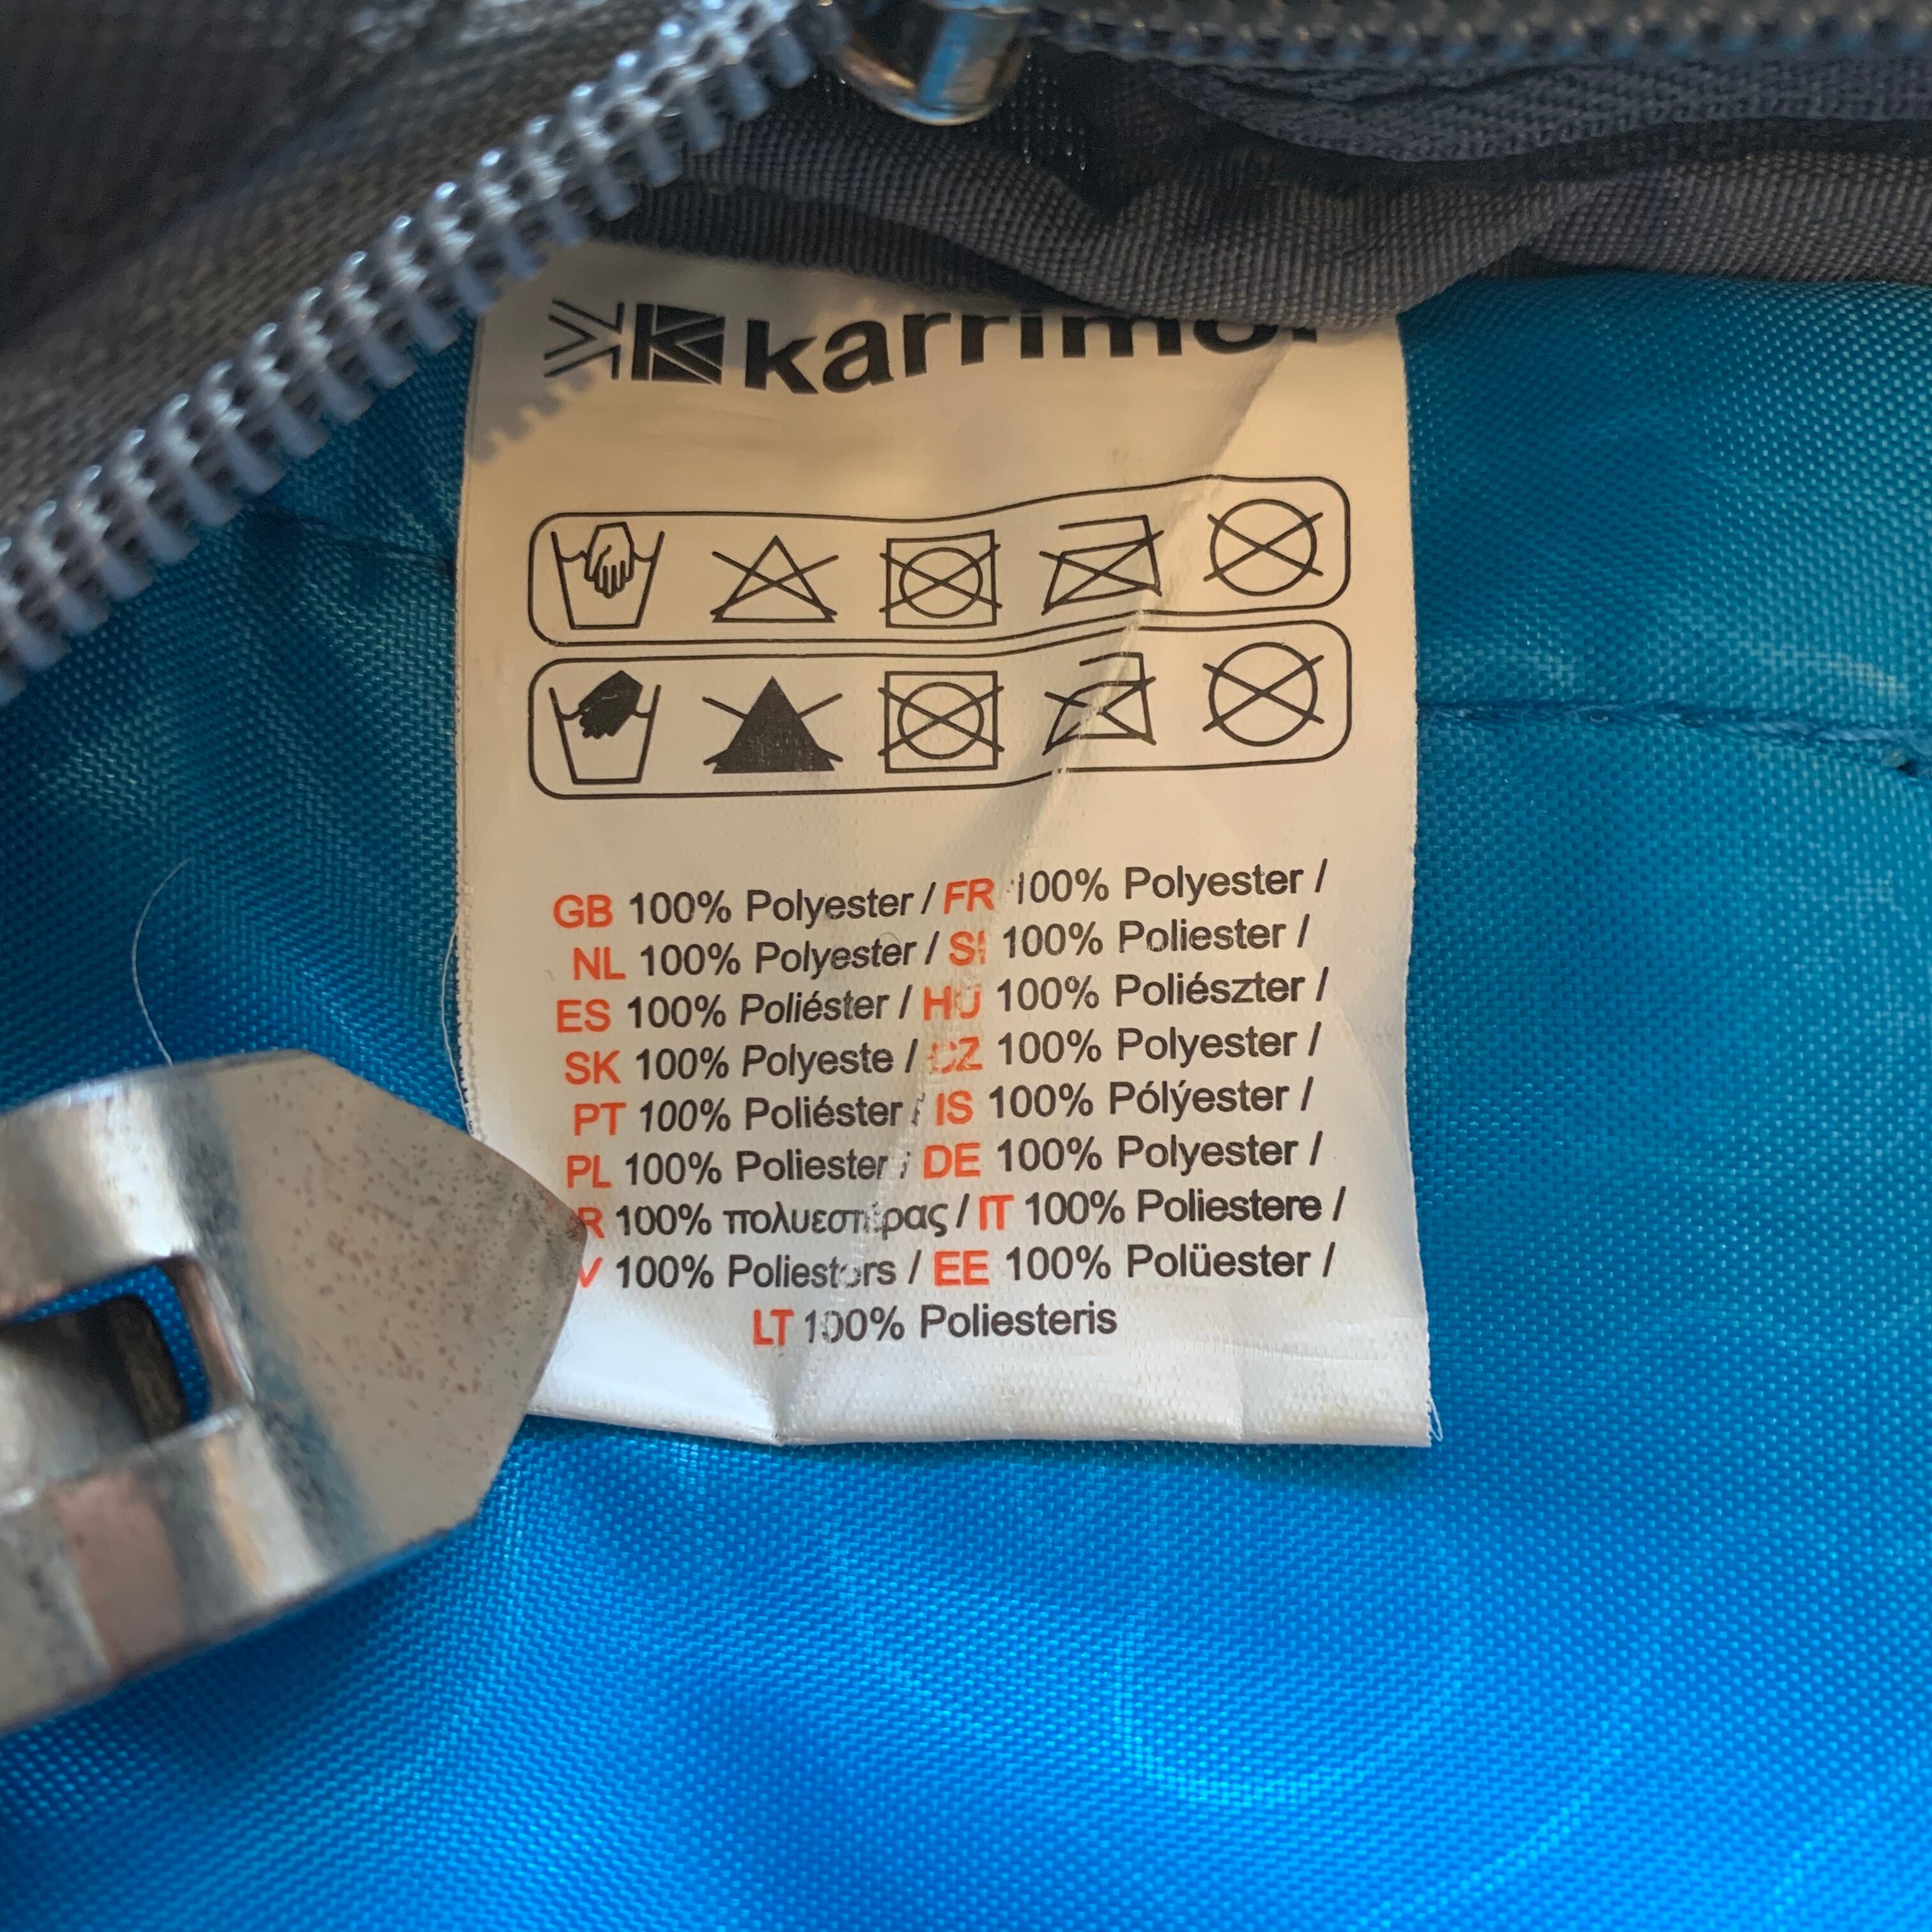 karrimor
GB 100% Polyester / FR 100% Polyester /
NL 100% Polyester / SI 100% Poliester /
ES 100% Poliéster / HU 100% Poliészter /
SK 100% Polyeste / CZ 100% Polyester /
PT 100% Poliéster / IS 100% Pólýester /
PL 100% Poliester / DE 100% Polyester /
R 100% πολυεστέρας / IT 100% Poliestere /
V 100% Poliesters / EE 100% Polüester /
LT 100% Poliesteris